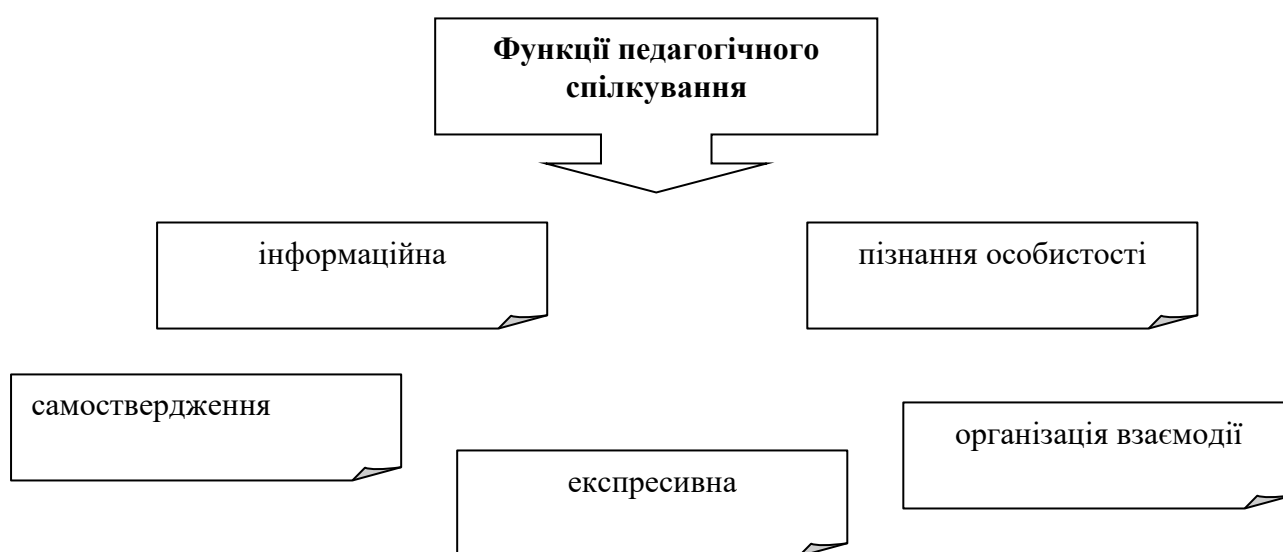 Функції педагогічного
спілкування
інформаційна
пізнання особистості
самоствердження
організація взаємодії
експресивна